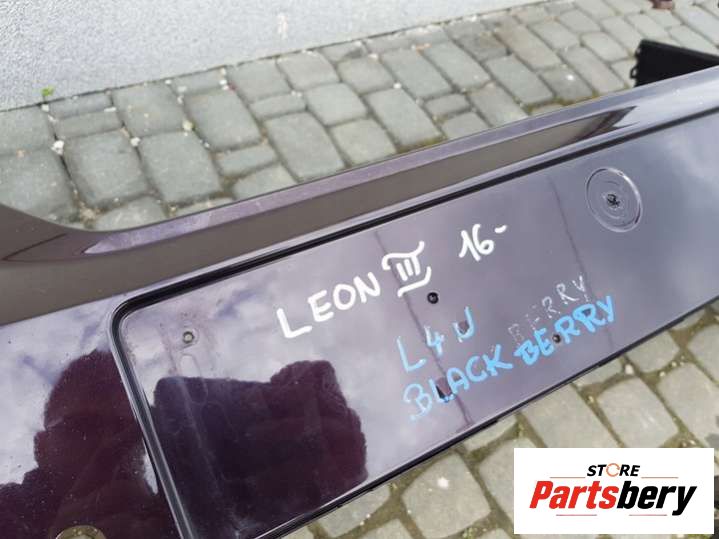 LEON III 16-
L4U
BERRY
BLACK BERRY
STORE
Partsbery